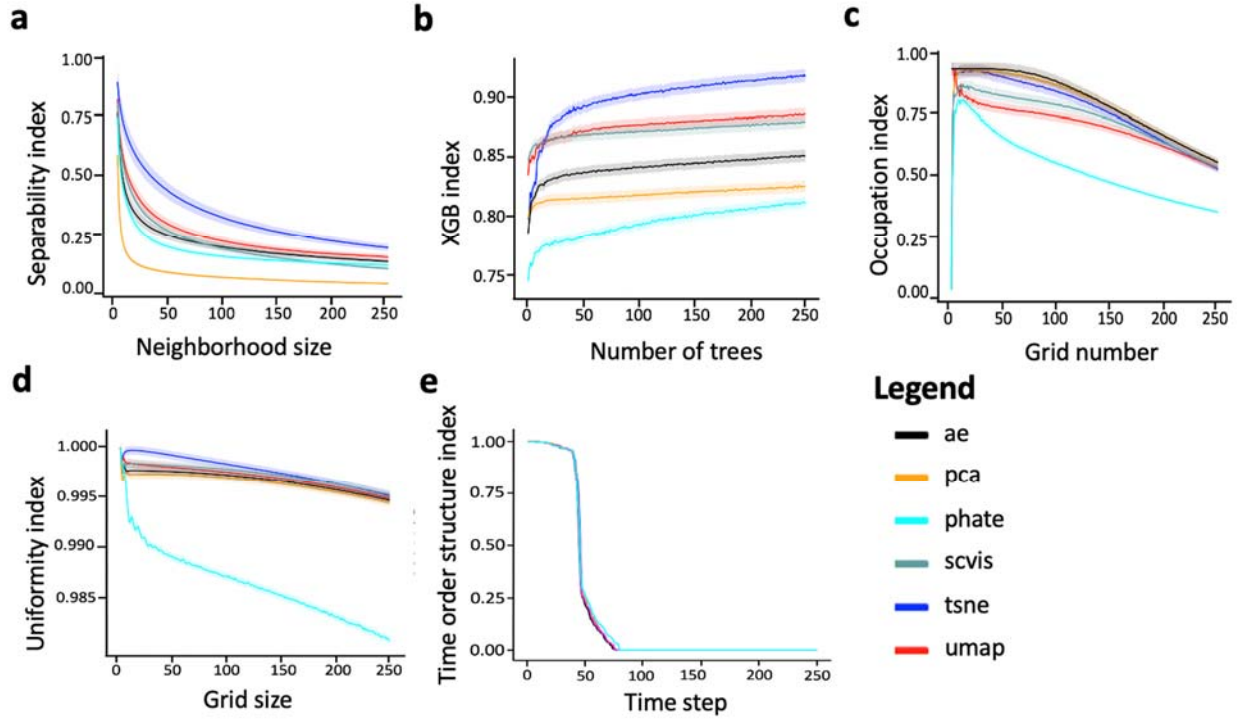 a
Separability index
1.00
0.75
0.50
0.25
0.00
0 50 100 150 200 250
Neighborhood size
b
XGB index
0.90
0.85
0.80
0.75
0 50 100 150 200 250
Number of trees
c
Occupation index
1.00
0.75
0.50
0.25
0.00
0 50 100 150 200 250
Grid number
d
Uniformity index
1.000
0.995
0.990
0.985
0 50 100 150 200 250
Grid size
e
Time order structure index
1.00
0.75
0.50
0.25
0.00
0 50 100 150 200 250
Time step
Legend
ae
pca
phate
scvis
tsne
umap